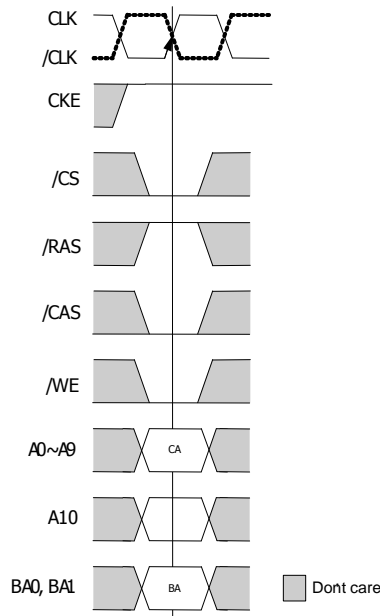 CLK
/CLK
CKE
/CS
/RAS
/CAS
/WE
A0~A9
CA
A10
BA0, BA1
BA
Dont care